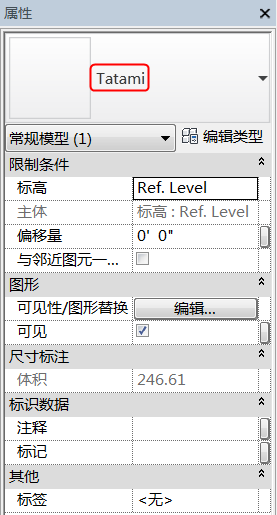 属性
Tatami
常规模型 (1) 编辑类型
限制条件
标高 Ref. Level
主体 标高 : Ref. Level
偏移量 0' 0"
与邻近图元一...
图形
可见性/图形替换 编辑...
可见
尺寸标注
体积 246.61
标识数据
注释
标记
其他
标签 <无>